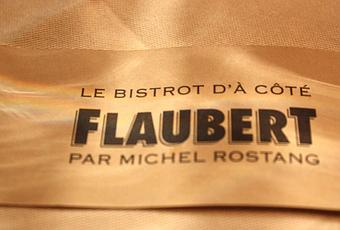 LE BISTROT D'À CÔTÉ
FLAUBERT
PAR MICHEL ROSTANG